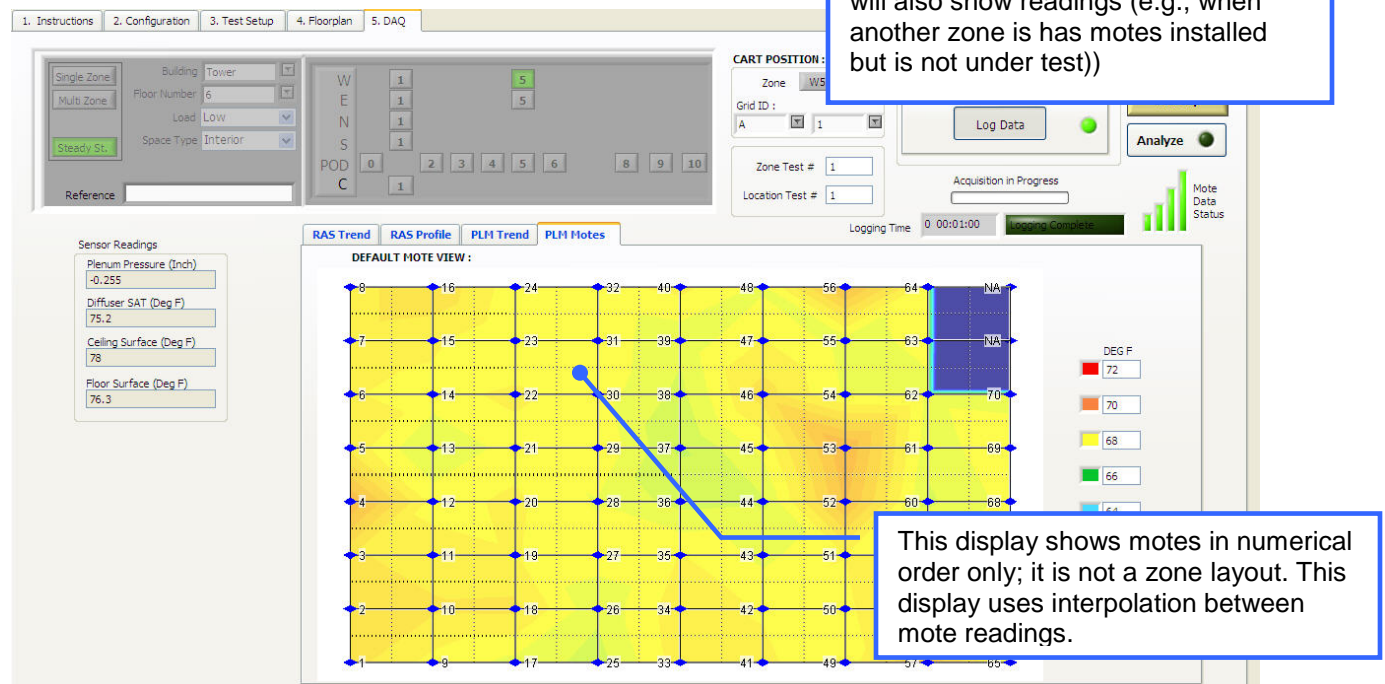 1. Instructions 2. Configuration 3. Test Setup 4. Floorplan 5. DAQ
will also show readings (e.g., when
another zone is has motes installed
but is not under test))
Single Zone
Multi Zone
Steady St.
Building Tower
Floor Number 6
Load Low
Space Type Interior
Reference
W 1 5
E 1 5
N 1
S 1
POD 0 2 3 4 5 6 8 9 10
C 1
CART POSITION :
Zone W5
Grid ID :
A 1
Zone Test # 1
Location Test # 1
Log Data
Acquisition in Progress
Logging Time 0 00:01:00 Logging Complete
Analyze
Mote
Data
Status
Sensor Readings
Plenum Pressure (Inch)
-0.255
Diffuser SAT (Deg F)
75.2
Ceiling Surface (Deg F)
78
Floor Surface (Deg F)
76.3
RAS Trend RAS Profile PLM Trend PLM Motes
DEFAULT MOTE VIEW :
8 16 24 32 40 48 56 64 NA
7 15 23 31 39 47 55 63 NA
6 14 22 30 38 46 54 62 70
5 13 21 29 37 45 53 61 69
4 12 20 28 36 44 52 60 68
3 11 19 27 35 43 51
2 10 18 26 34 42 50
1 9 17 25 33 41 49 57 65
DEG F
72
70
68
66
64
This display shows motes in numerical
order only; it is not a zone layout. This
display uses interpolation between
mote readings.